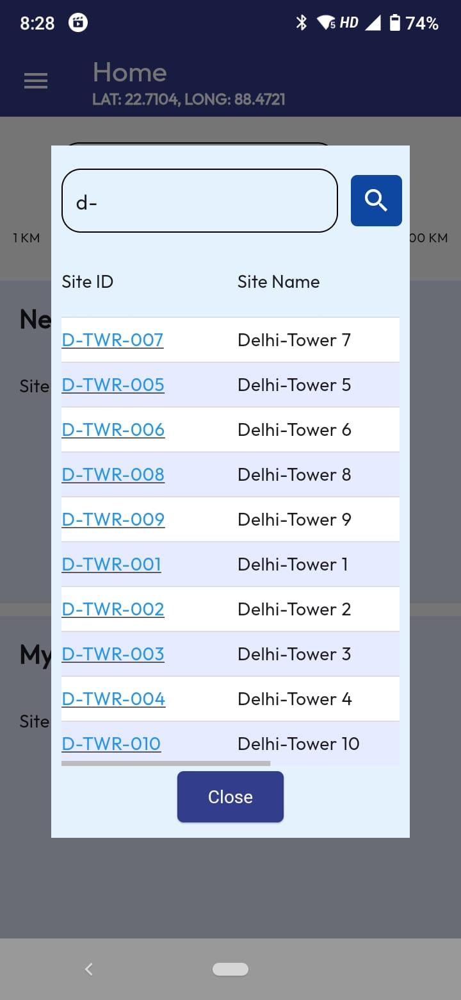 8:28
5 HD 74%
Home
LAT: 22.7104, LONG: 88.4721
d-
1 KM
00 KM
Site ID Site Name
Ne
D-TWR-007 Delhi-Tower 7
Site D-TWR-005 Delhi-Tower 5
D-TWR-006 Delhi-Tower 6
D-TWR-008 Delhi-Tower 8
D-TWR-009 Delhi-Tower 9
D-TWR-001 Delhi-Tower 1
D-TWR-002 Delhi-Tower 2
My D-TWR-003 Delhi-Tower 3
D-TWR-004 Delhi-Tower 4
Site
D-TWR-010 Delhi-Tower 10
Close